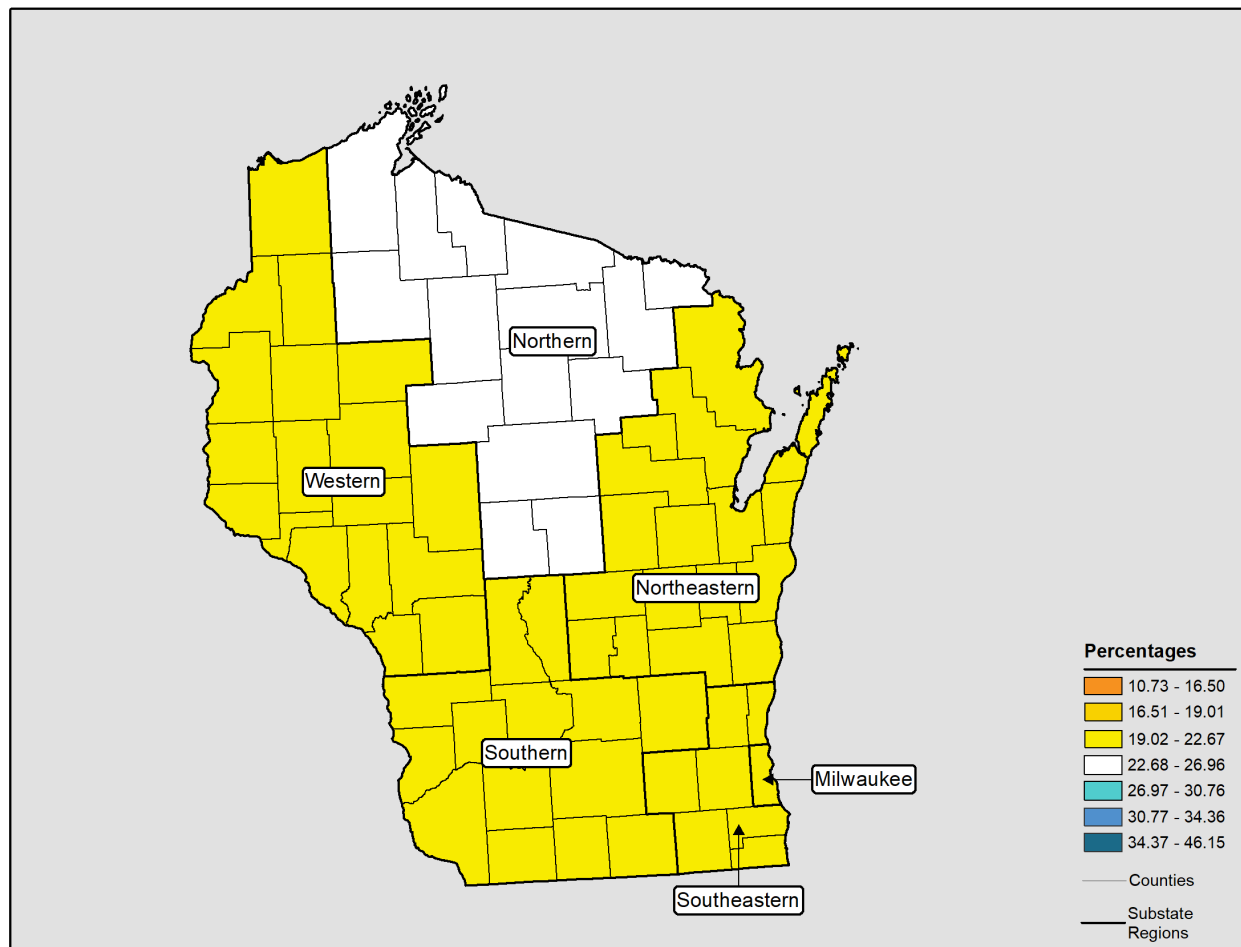 Northern
Western
Northeastern
Southern
Milwaukee
Southeastern
Percentages
10.73 - 16.50
16.51 - 19.01
19.02 - 22.67
22.68 - 26.96
26.97 - 30.76
30.77 - 34.36
34.37 - 46.15
Counties
Substate
Regions